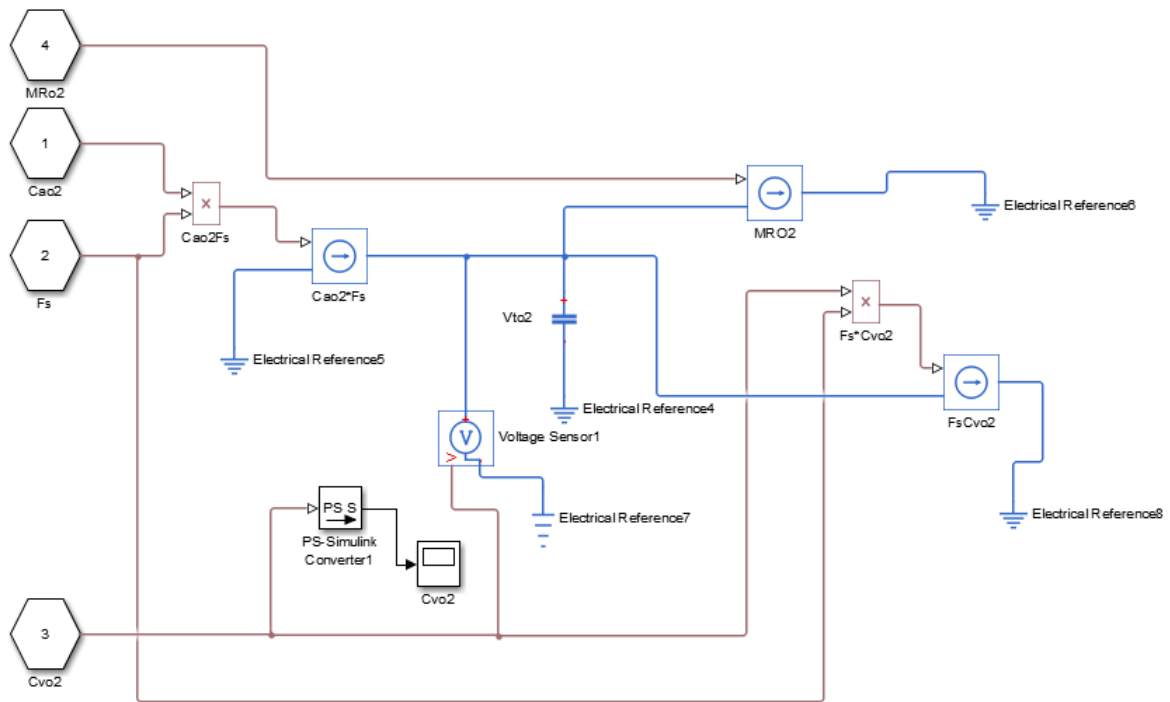 4
MRo2
1
Cao2
×
Cao2Fs
2
Fs
Cao2*Fs
Electrical Reference5
MRO2
Electrical Reference6
Vto2
Electrical Reference4
×
Fs*Cvo2
FsCvo2
V
Voltage Sensor1
Electrical Reference7
Electrical Reference8
PS S
PS-Simulink
Converter1
Cvo2
3
Cvo2